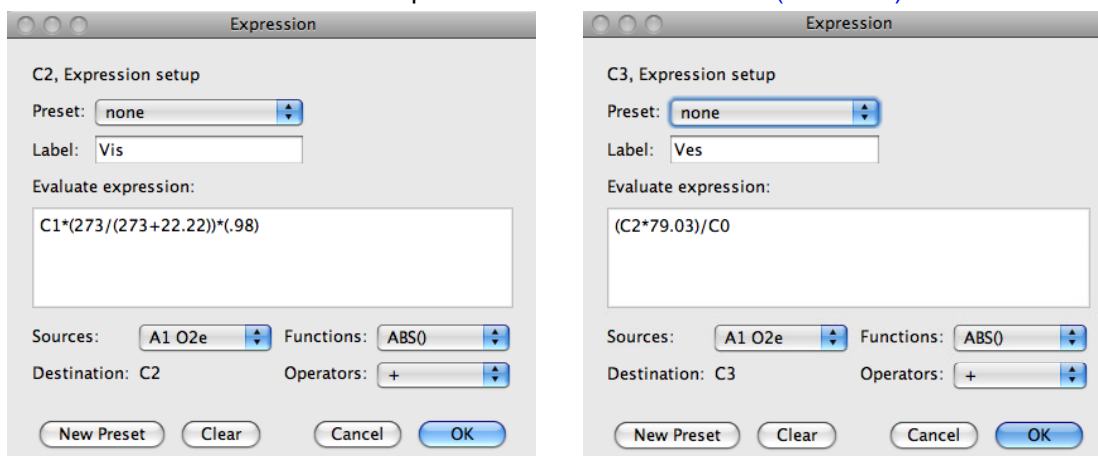 Expression
C2, Expression setup
Preset: none
Label: Vis
Evaluate expression:
C1*(273/(273+22.22))*(.98)
Sources: A1 O2e Functions: ABS()
Destination: C2 Operators: +
New Preset Clear Cancel OK
Expression
C3, Expression setup
Preset: none
Label: Ves
Evaluate expression:
(C2*79.03)/C0
Sources: A1 O2e Functions: ABS()
Destination: C3 Operators: +
New Preset Clear Cancel OK